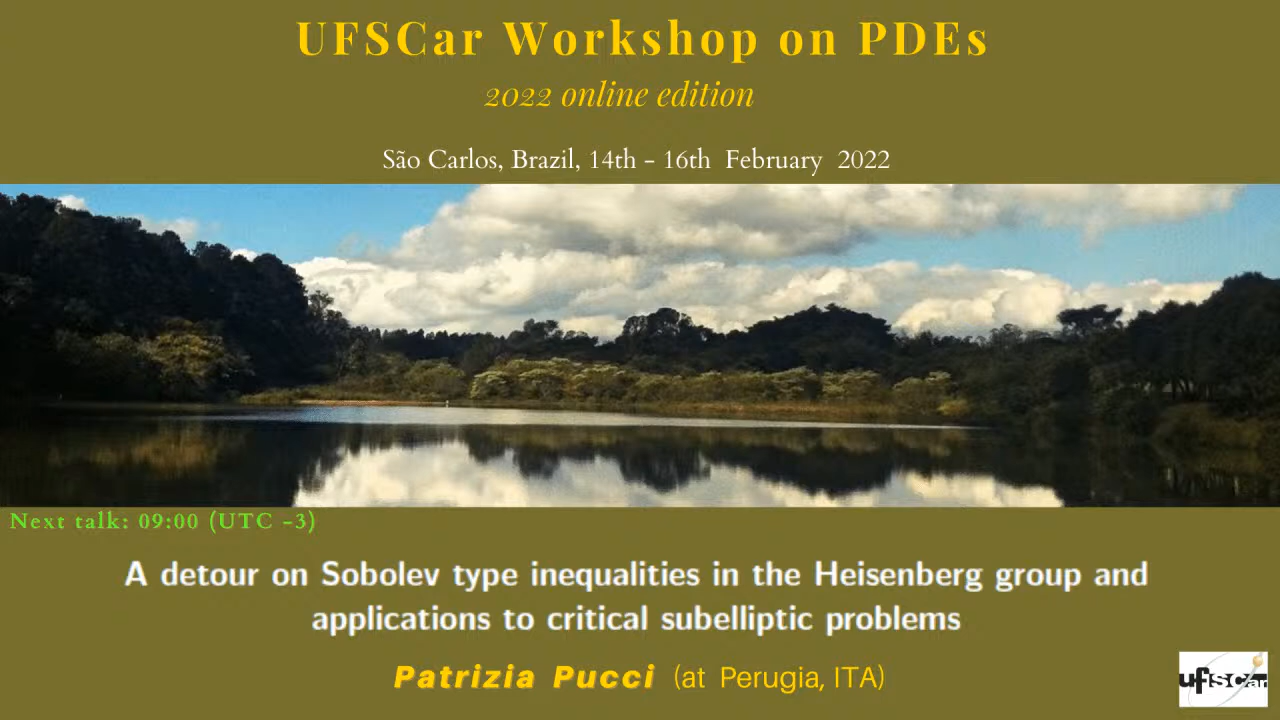 UFSCar Workshop on PDEs
2022 online edition
São Carlos, Brazil, 14th - 16th February 2022
Next talk: 09:00 (UTC -3)
A detour on Sobolev type inequalities in the Heisenberg group and
applications to critical subelliptic problems
Patrizia Pucci (at Perugia, ITA)
ufscar